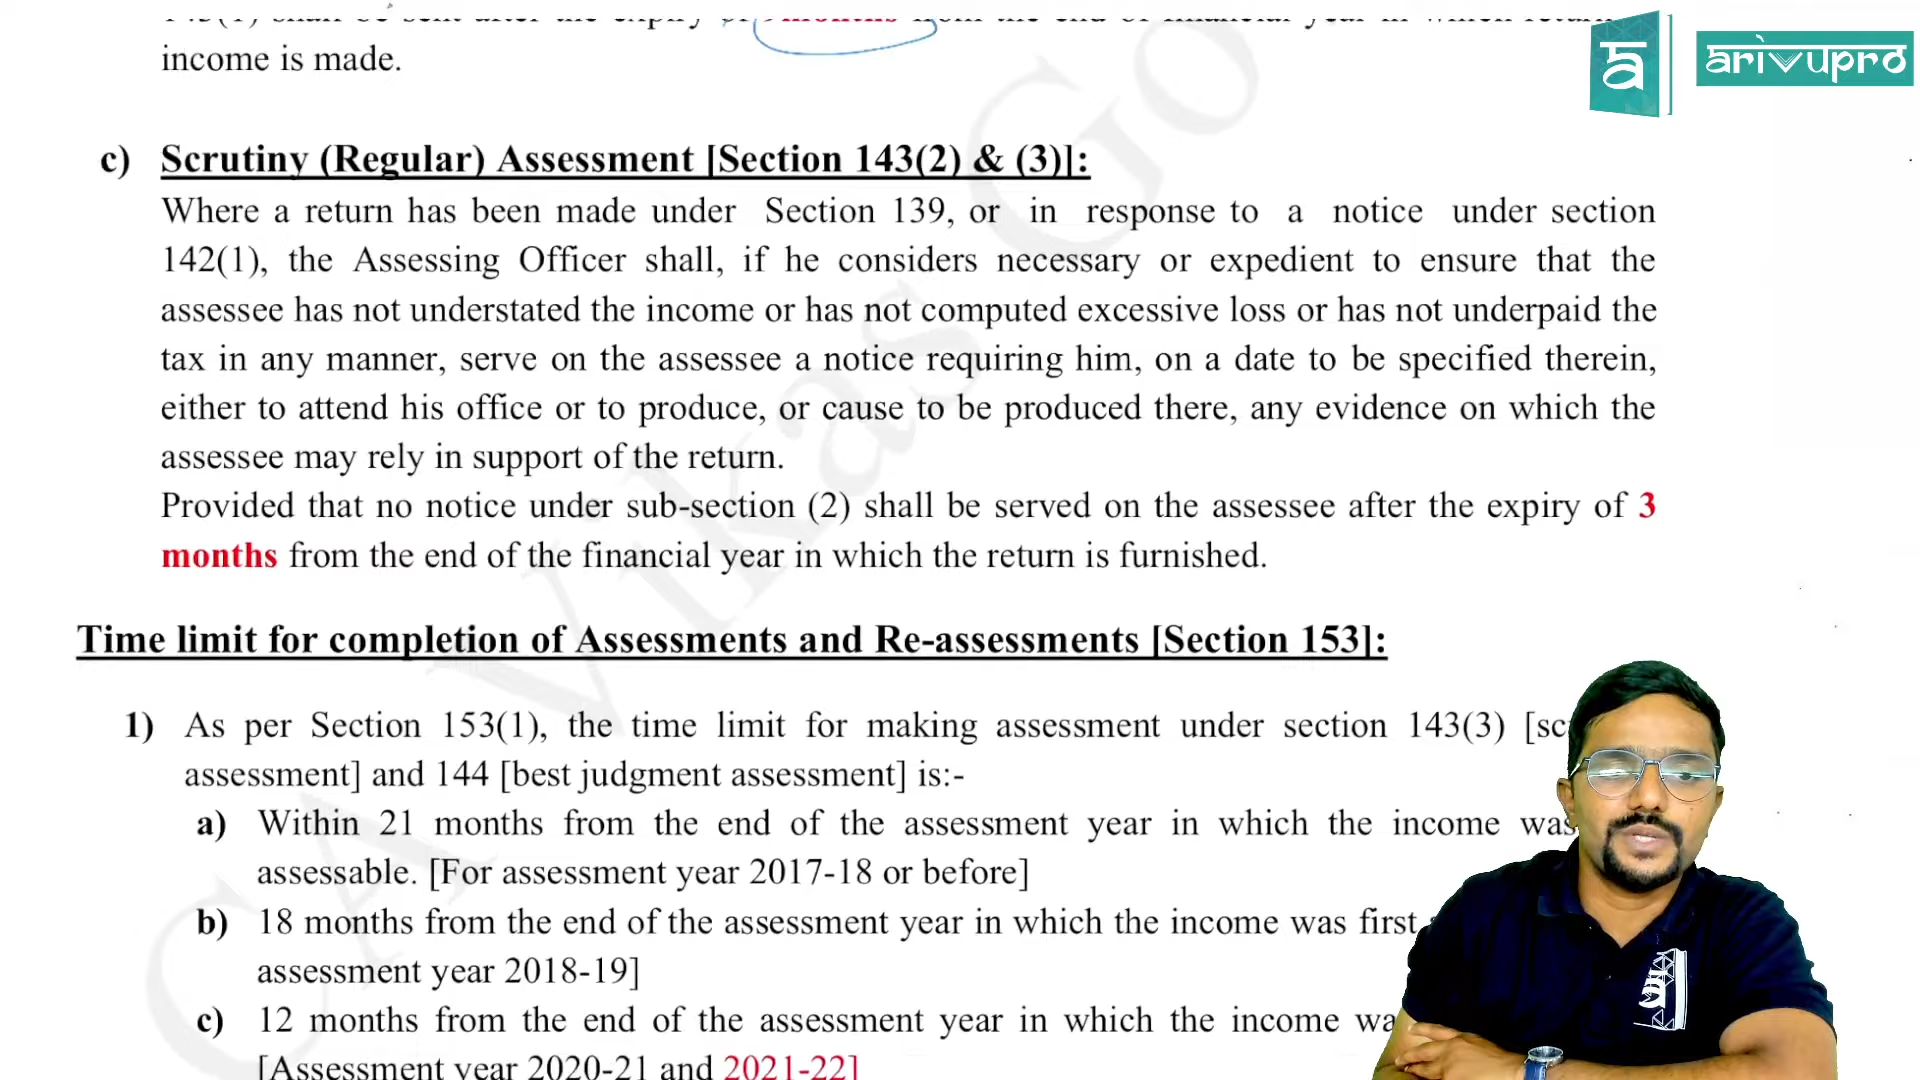 months
income is made.
arivupro
c) Scrutiny (Regular) Assessment [Section 143(2) & (3)]:
Where a return has been made under Section 139, or in response to a notice under section
142(1), the Assessing Officer shall, if he considers necessary or expedient to ensure that the
assessee has not understated the income or has not computed excessive loss or has not underpaid the
tax in any manner, serve on the assessee a notice requiring him, on a date to be specified therein,
either to attend his office or to produce, or cause to be produced there, any evidence on which the
assessee may rely in support of the return.
Provided that no notice under sub-section (2) shall be served on the assessee after the expiry of 3
months from the end of the financial year in which the return is furnished.
Time limit for completion of Assessments and Re-assessments [Section 153]:
1) As per Section 153(1), the time limit for making assessment under section 143(3)
assessment] and 144 [best judgment assessment] is:-
a) Within 21 months from the end of the assessment year in which the income was
assessable. [For assessment year 2017-18 or before]
b) 18 months from the end of the assessment year in which the income was first
assessment year 2018-19]
c) 12 months from the end of the assessment year in which the income
[Assessment year 2020-21 and 2021-22]
CA Vikas Go